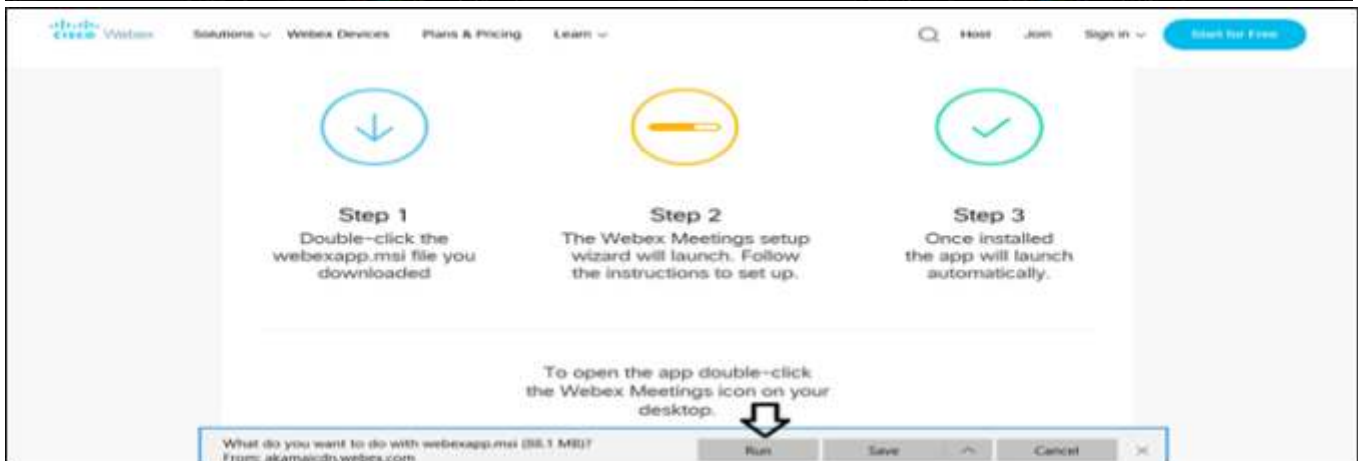 CISCO Webex Solutions Webex Devices Plans & Pricing Learn Host Join Sign in Start for Free
Step 1
Double-click the
webexapp.msi file you
downloaded
Step 2
The Webex Meetings setup
wizard will launch. Follow
the instructions to set up.
Step 3
Once installed
the app will launch
automatically.
To open the app double-click
the Webex Meetings icon on your
desktop.
What do you want to do with webexapp.msi (88.1 MB)?
From: akamaicdn.webex.com
Run Save Cancel